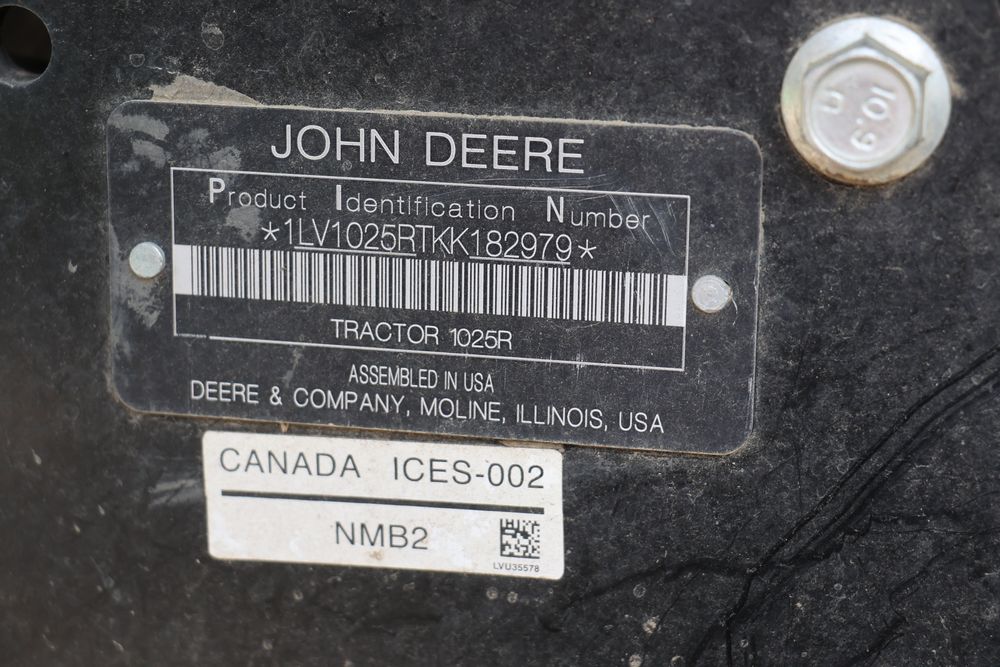 JOHN DEERE
Product Identification Number
*1LV1025RTKK182979*
TRACTOR 1025R
ASSEMBLED IN USA
DEERE & COMPANY, MOLINE, ILLINOIS, USA
CANADA ICES-002
NMB2
LVU35578
10.9